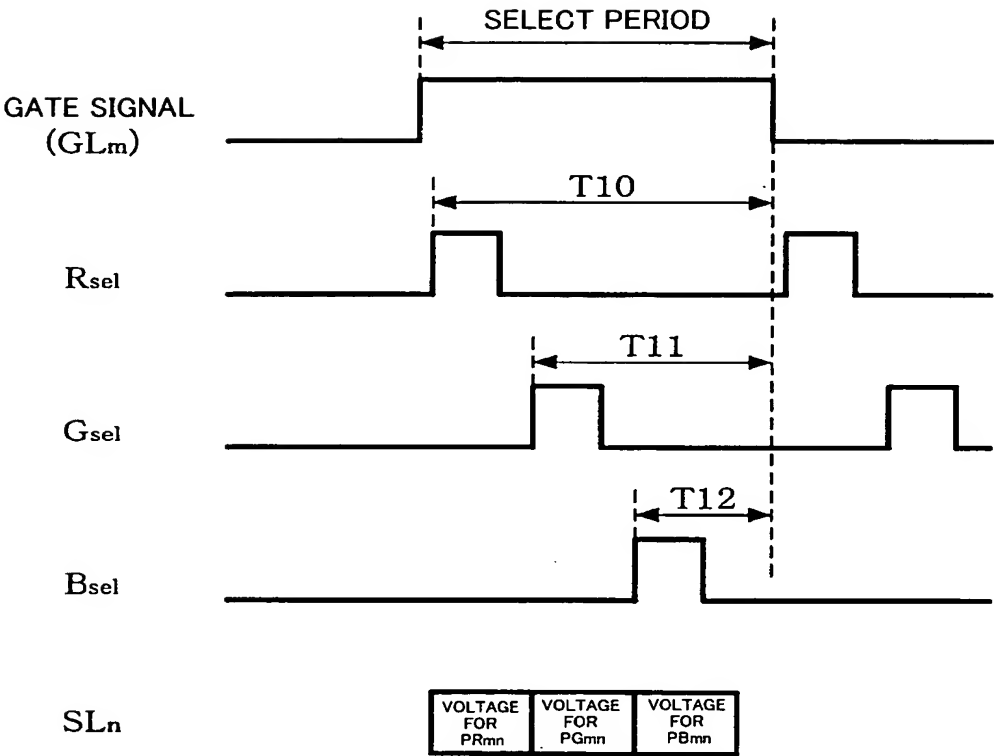 SELECT PERIOD
GATE SIGNAL
(GLm)
T10
Rsel
T11
Gsel
T12
Bsel
SLn
VOLTAGE
FOR
PRmn
VOLTAGE
FOR
PGmn
VOLTAGE
FOR
PBmn